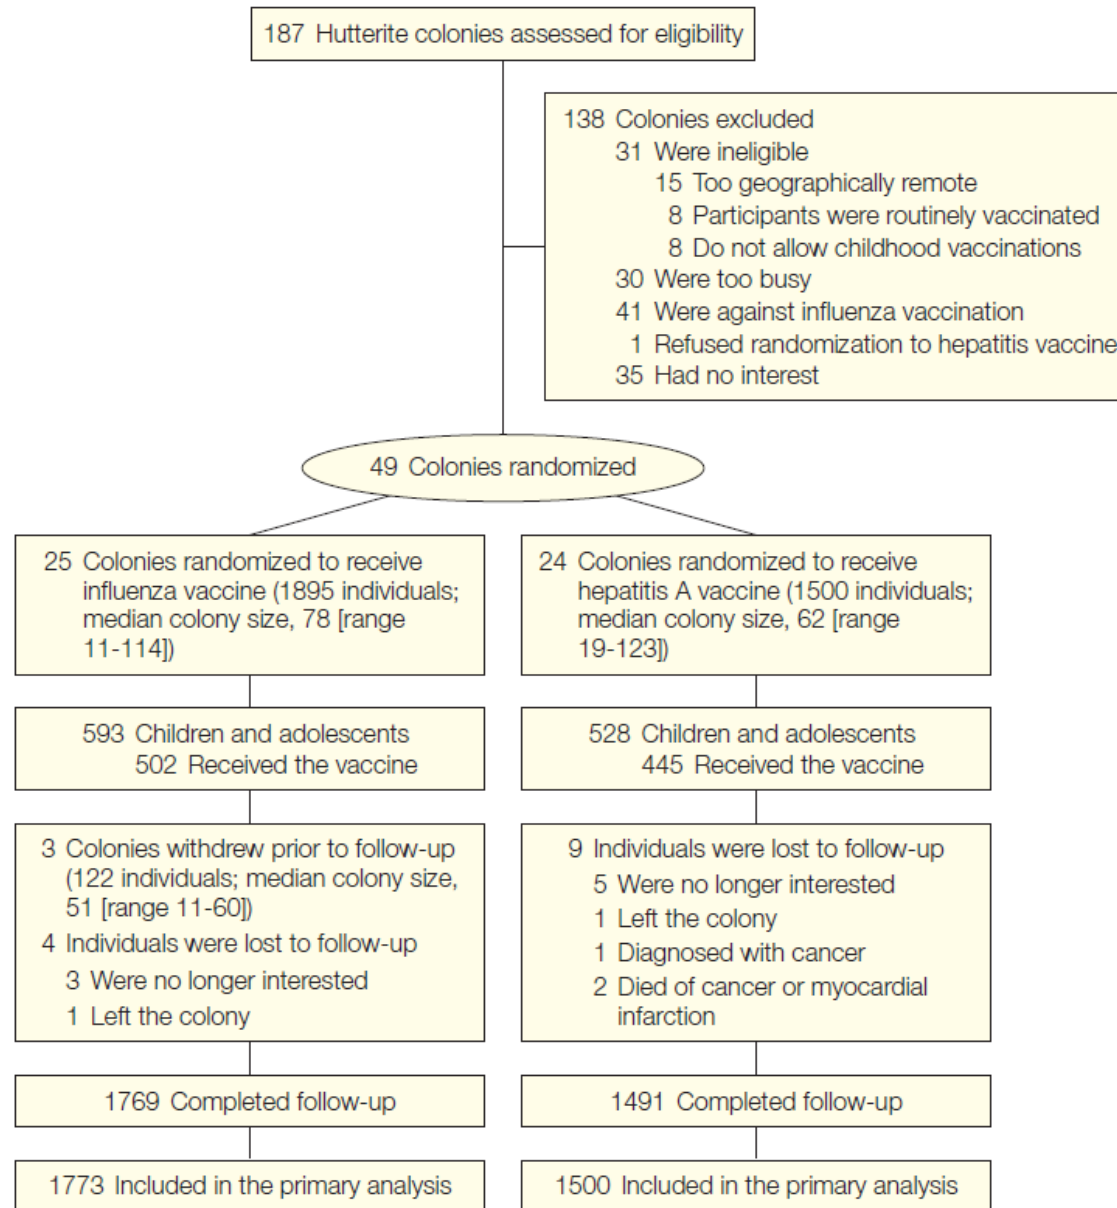 187 Hutterite colonies assessed for eligibility
138 Colonies excluded
31 Were ineligible
15 Too geographically remote
8 Participants were routinely vaccinated
8 Do not allow childhood vaccinations
30 Were too busy
41 Were against influenza vaccination
1 Refused randomization to hepatitis vaccine
35 Had no interest
49 Colonies randomized
25 Colonies randomized to receive
influenza vaccine (1895 individuals;
median colony size, 78 [range
11-114])
24 Colonies randomized to receive
hepatitis A vaccine (1500 individuals;
median colony size, 62 [range
19-123])
593 Children and adolescents
502 Received the vaccine
528 Children and adolescents
445 Received the vaccine
3 Colonies withdrew prior to follow-up
(122 individuals; median colony size,
51 [range 11-60])
4 Individuals were lost to follow-up
3 Were no longer interested
1 Left the colony
9 Individuals were lost to follow-up
5 Were no longer interested
1 Left the colony
1 Diagnosed with cancer
2 Died of cancer or myocardial
infarction
1769 Completed follow-up
1491 Completed follow-up
1773 Included in the primary analysis
1500 Included in the primary analysis